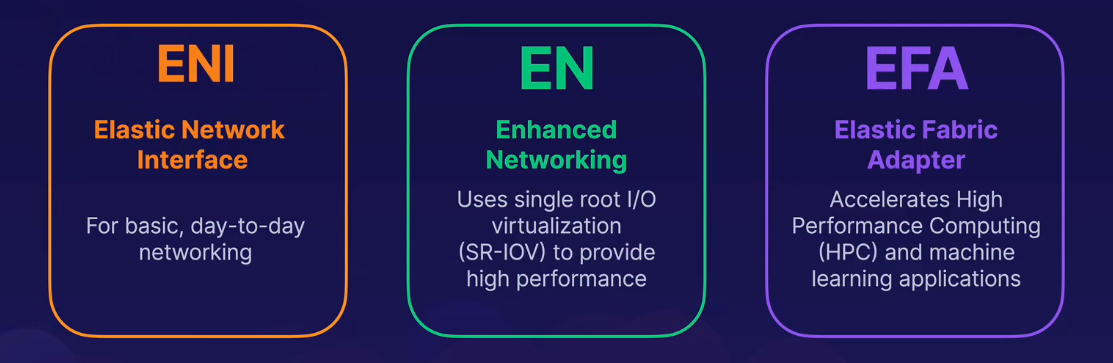 ENI
Elastic Network
Interface
For basic, day-to-day
networking
EN
Enhanced
Networking
Uses single root I/O
virtualization
(SR-IOV) to provide
high performance
EFA
Elastic Fabric
Adapter
Accelerates High
Performance Computing
(HPC) and machine
learning applications